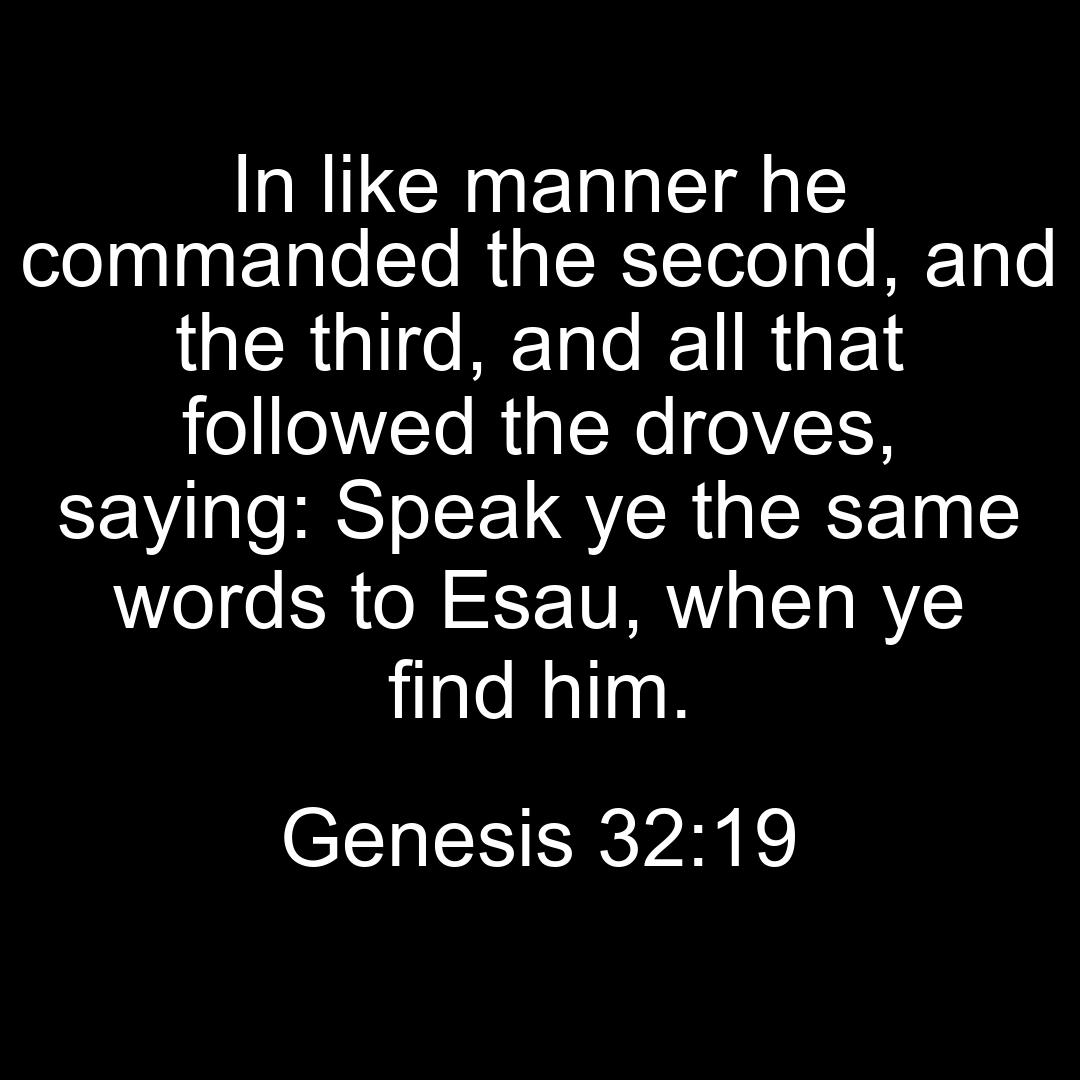 In like manner he
commanded the second, and
the third, and all that
followed the droves,
saying: Speak ye the same
words to Esau, when ye
find him.
Genesis 32:19